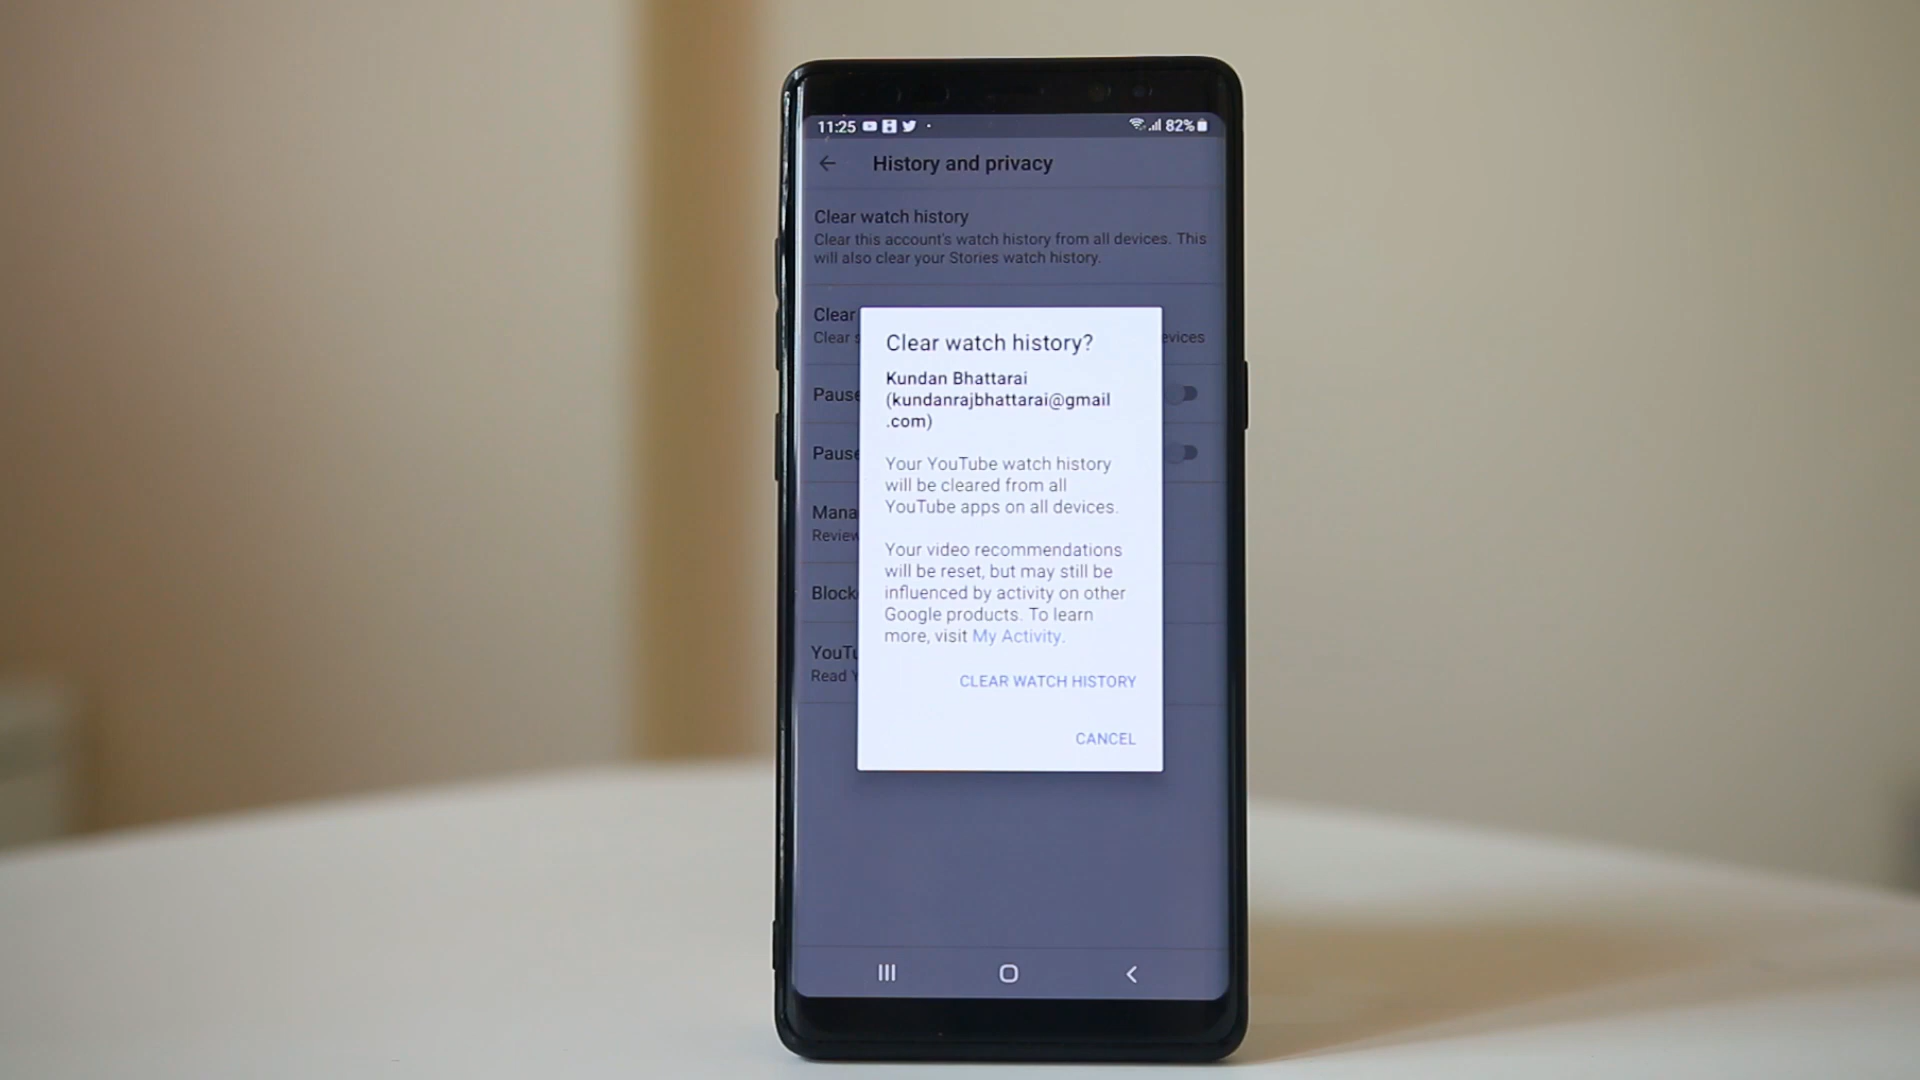 11:25 82%
History and privacy
Clear watch history
Clear this account's watch history from all devices. This
will also clear your Stories watch history.
Clear
Clear s evices
Clear watch history?
Kundan Bhattarai
(kundanrajbhattarai@gmail
.com)
Pause
Pause
Your YouTube watch history
will be cleared from all
YouTube apps on all devices.
Mana
Review
Your video recommendations
will be reset, but may still be
influenced by activity on other
Google products. To learn
more, visit My Activity.
Block
YouTu
Read Y
CLEAR WATCH HISTORY
CANCEL